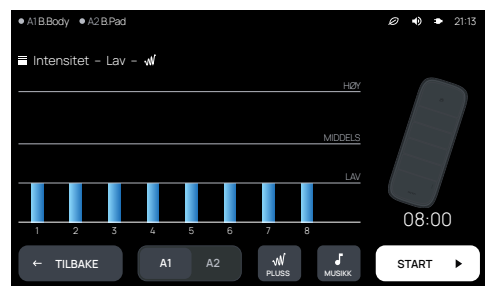 A1 B.Body A2 B.Pad 21:13
Intensitet – Lav –
HØY
MIDDELS
LAV
1 2 3 4 5 6 7 8
08:00
← TILBAKE A1 A2 PLUSS MUSIKK START